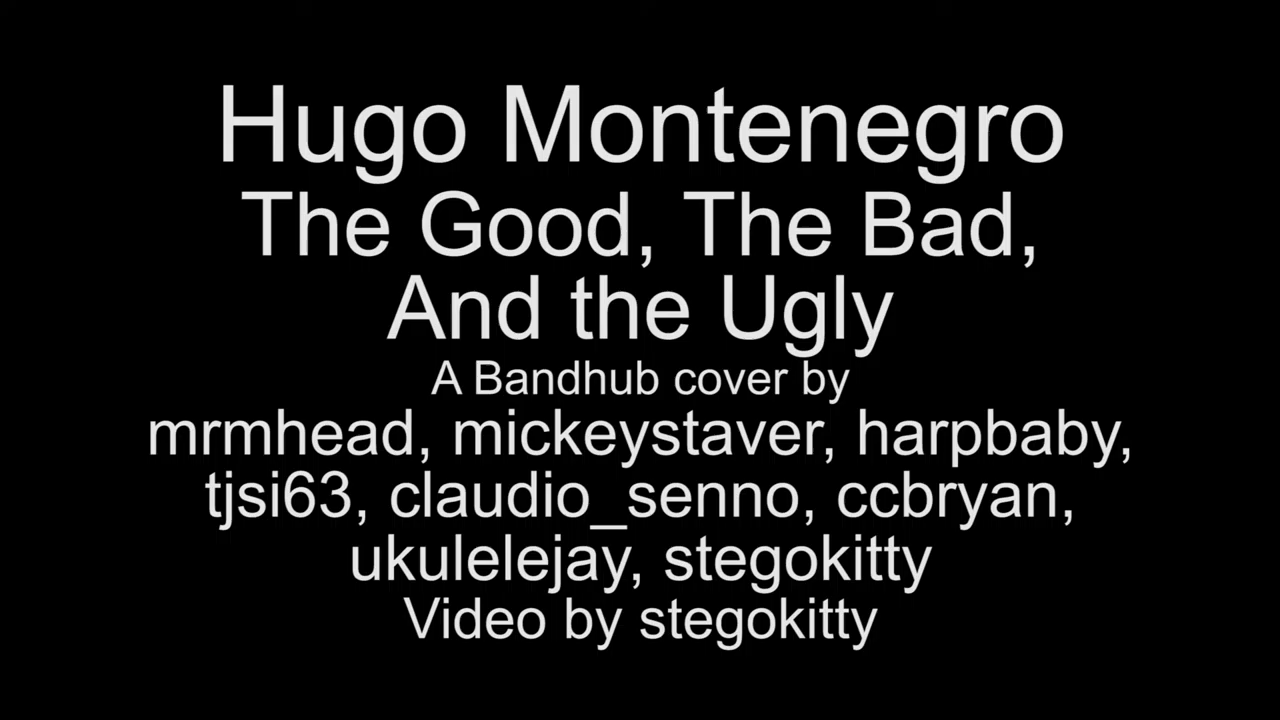 Hugo Montenegro
The Good, The Bad,
And the Ugly
A Bandhub cover by
mrmhead, mickeystaver, harpbaby,
tjsi63, claudio_senno, ccbryan,
ukulelejay, stegokitty
Video by stegokitty